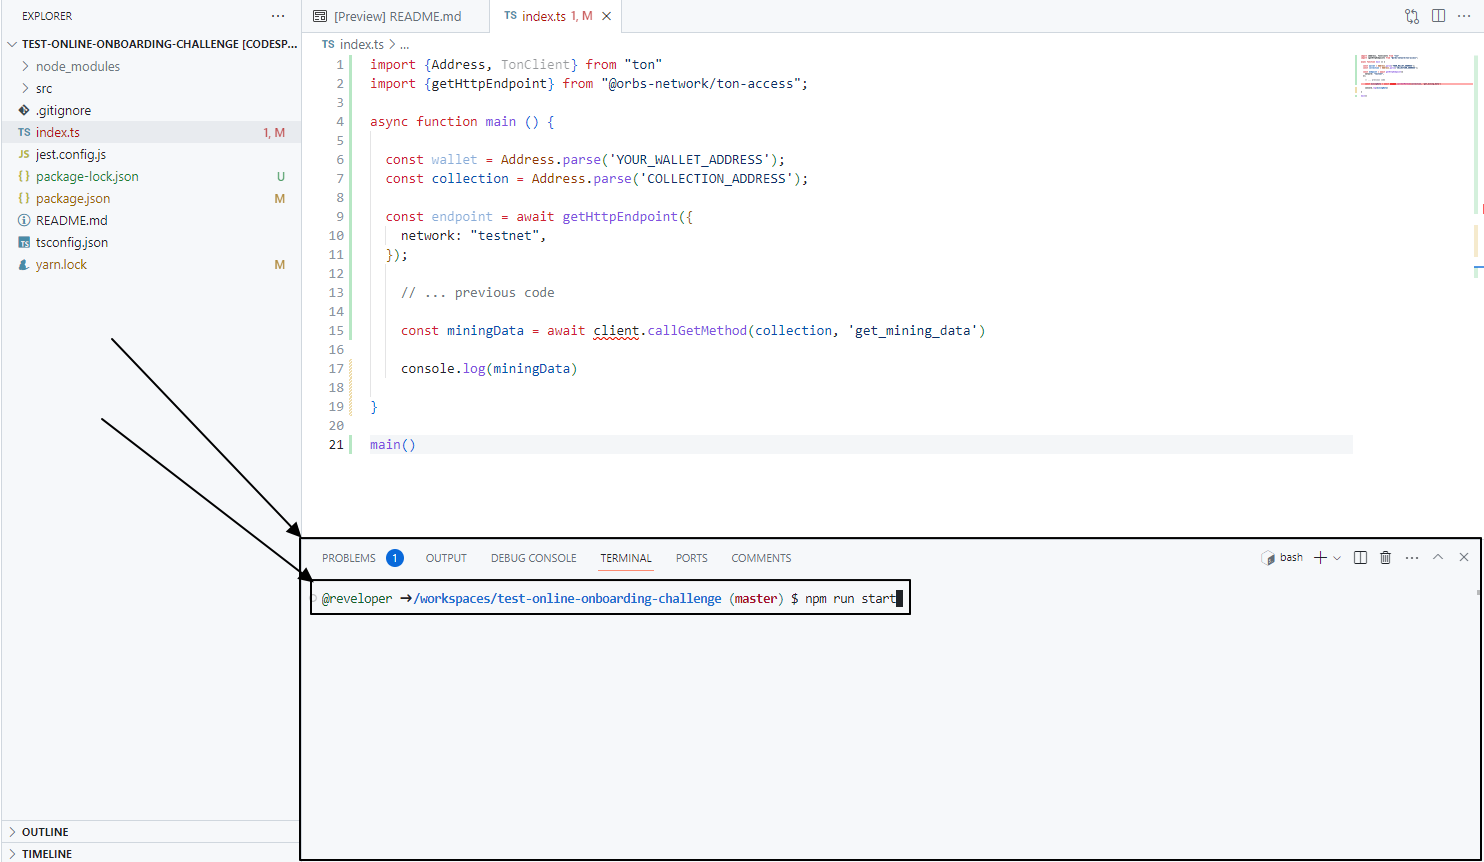 EXPLORER ...
TEST-ONLINE-ONBOARDING-CHALLENGE [CODESP...
node_modules
src
.gitignore
TS index.ts 1, M
JS jest.config.js
{} package-lock.json U
{} package.json M
README.md
TS tsconfig.json
yarn.lock M
OUTLINE
TIMELINE
[Preview] README.md
TS index.ts 1, M
TS index.ts > ...
1 import {Address, TonClient} from "ton"
2 import {getHttpEndpoint} from "@orbs-network/ton-access";
3
4 async function main () {
5
6 const wallet = Address.parse('YOUR_WALLET_ADDRESS');
7 const collection = Address.parse('COLLECTION_ADDRESS');
8
9 const endpoint = await getHttpEndpoint({
10 network: "testnet",
11 });
12
13 // ... previous code
14
15 const miningData = await client.callGetMethod(collection, 'get_mining_data')
16
17 console.log(miningData)
18
19 }
20
21 main()
PROBLEMS 1 OUTPUT DEBUG CONSOLE TERMINAL PORTS COMMENTS bash
@reveloper ➜/workspaces/test-online-onboarding-challenge (master) $ npm run start